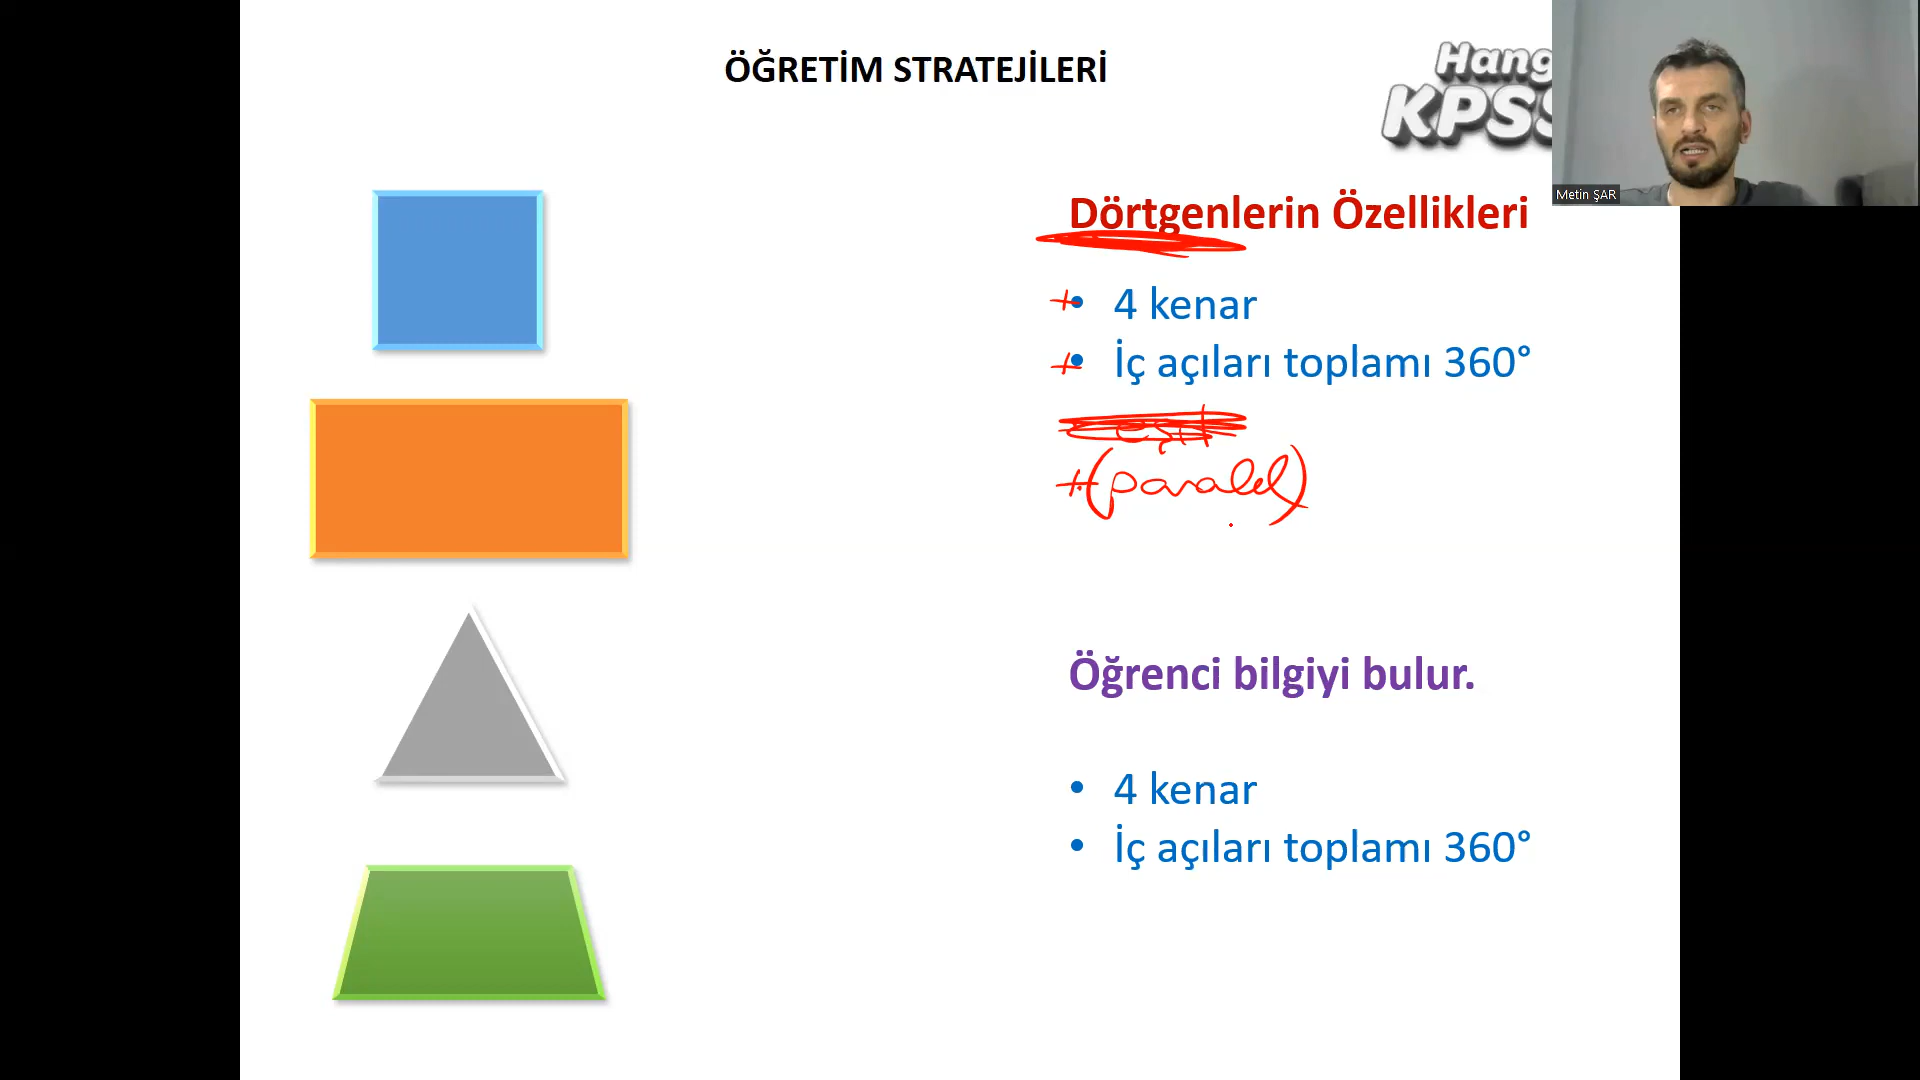 ÖĞRETİM STRATEJİLERİ
Hang
KPSS
Metin ŞAR
Dörtgenlerin Özellikleri
+• 4 kenar
+• İç açıları toplamı 360°
eşit
+(paralel)
Öğrenci bilgiyi bulur.
• 4 kenar
• İç açıları toplamı 360°